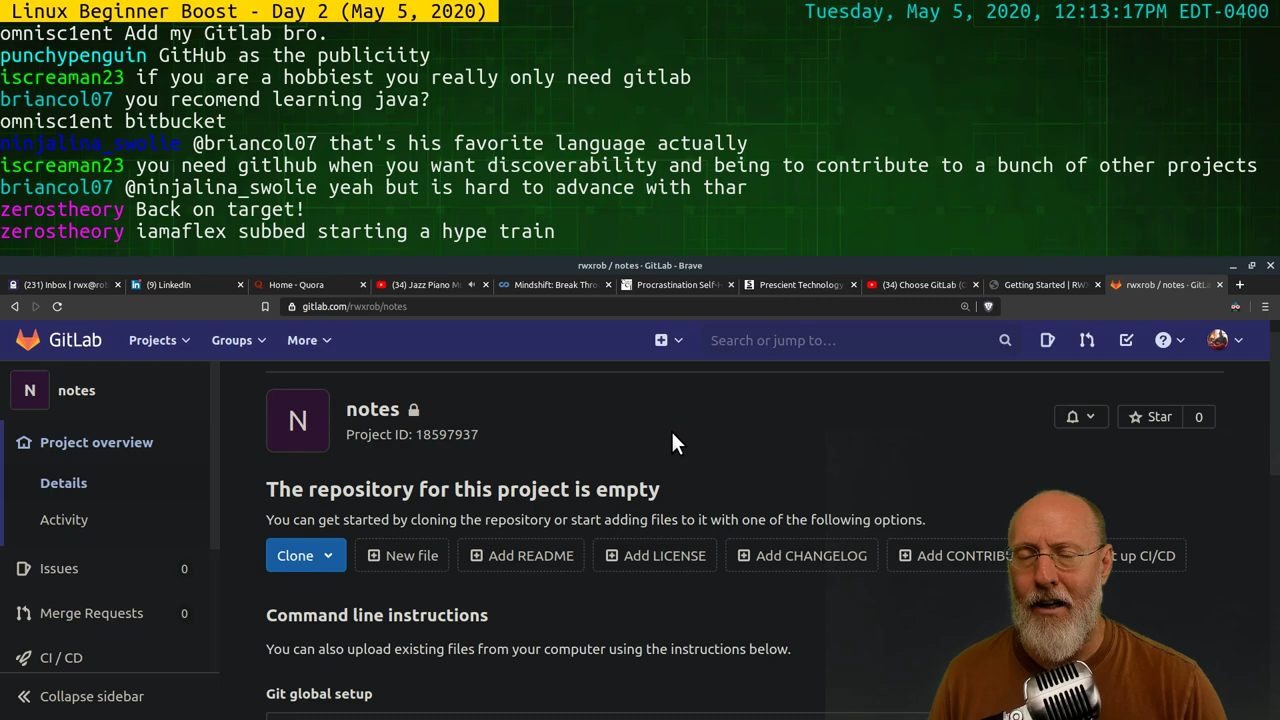 Linux Beginner Boost - Day 2 (May 5, 2020)
Tuesday, May 5, 2020, 12:13:17PM EDT-0400
omnisc1ent Add my Gitlab bro.
punchypenguin GitHub as the publiciity
iscreaman23 if you are a hobbiest you really only need gitlab
briancol07 you recomend learning java?
omnisc1ent bitbucket
ninjalina_swolie @briancol07 that's his favorite language actually
iscreaman23 you need gitlhub when you want discoverability and being to contribute to a bunch of other projects
briancol07 @ninjalina_swolie yeah but is hard to advance with thar
zerostheory Back on target!
zerostheory iamaflex subbed starting a hype train
rwxrob / notes · GitLab - Brave
(231) Inbox | rwx@rob
(9) LinkedIn
Home - Quora
(34) Jazz Piano M
Mindshift: Break Thro
Procrastination Self-H
Prescient Technology
(34) Choose GitLab (
Getting Started | RWX
rwxrob / notes · GitLa
gitlab.com/rwxrob/notes
GitLab
Projects
Groups
More
Search or jump to…
N
notes
Project overview
Details
Activity
Issues
0
Merge Requests
0
CI / CD
Collapse sidebar
N
notes
Project ID: 18597937
Star
0
The repository for this project is empty
You can get started by cloning the repository or start adding files to it with one of the following options.
Clone
New file
Add README
Add LICENSE
Add CHANGELOG
Add CONTRIB
up CI/CD
Command line instructions
You can also upload existing files from your computer using the instructions below.
Git global setup